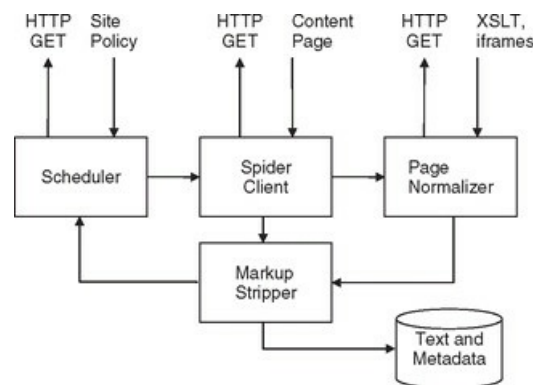 HTTP
GET
Site
Policy
HTTP
GET
Content
Page
HTTP
GET
XSLT,
iframes
Scheduler
Spider
Client
Page
Normalizer
Markup
Stripper
Text and
Metadata